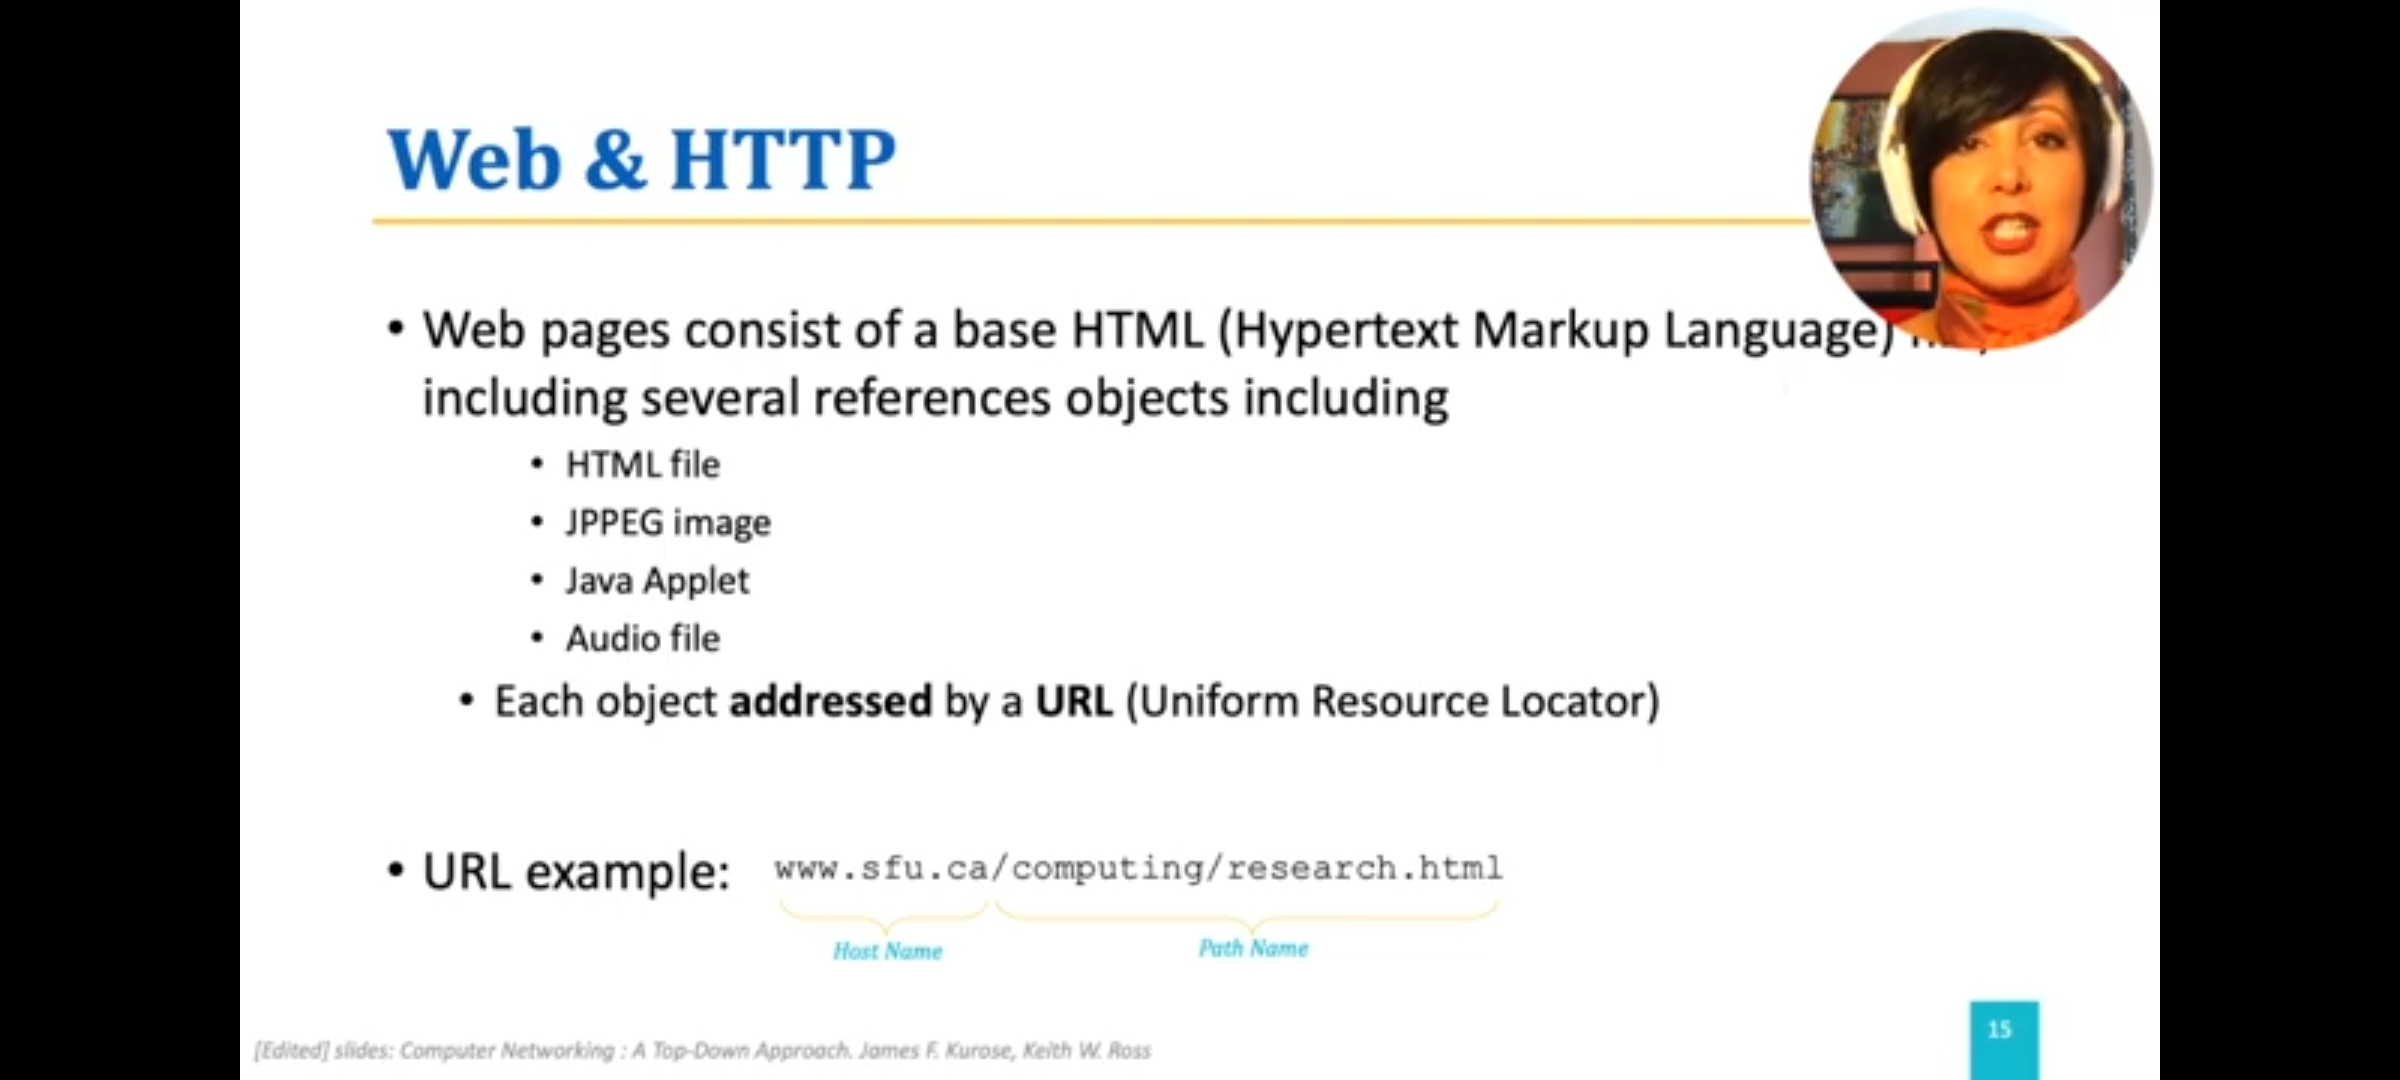 Web & HTTP
• Web pages consist of a base HTML (Hypertext Markup Language)
including several references objects including
• HTML file
• JPPEG image
• Java Applet
• Audio file
• Each object addressed by a URL (Uniform Resource Locator)
• URL example: www.sfu.ca/computing/research.html
Host Name Path Name
[Edited] slides: Computer Networking : A Top-Down Approach. James F. Kurose, Keith W. Ross
15